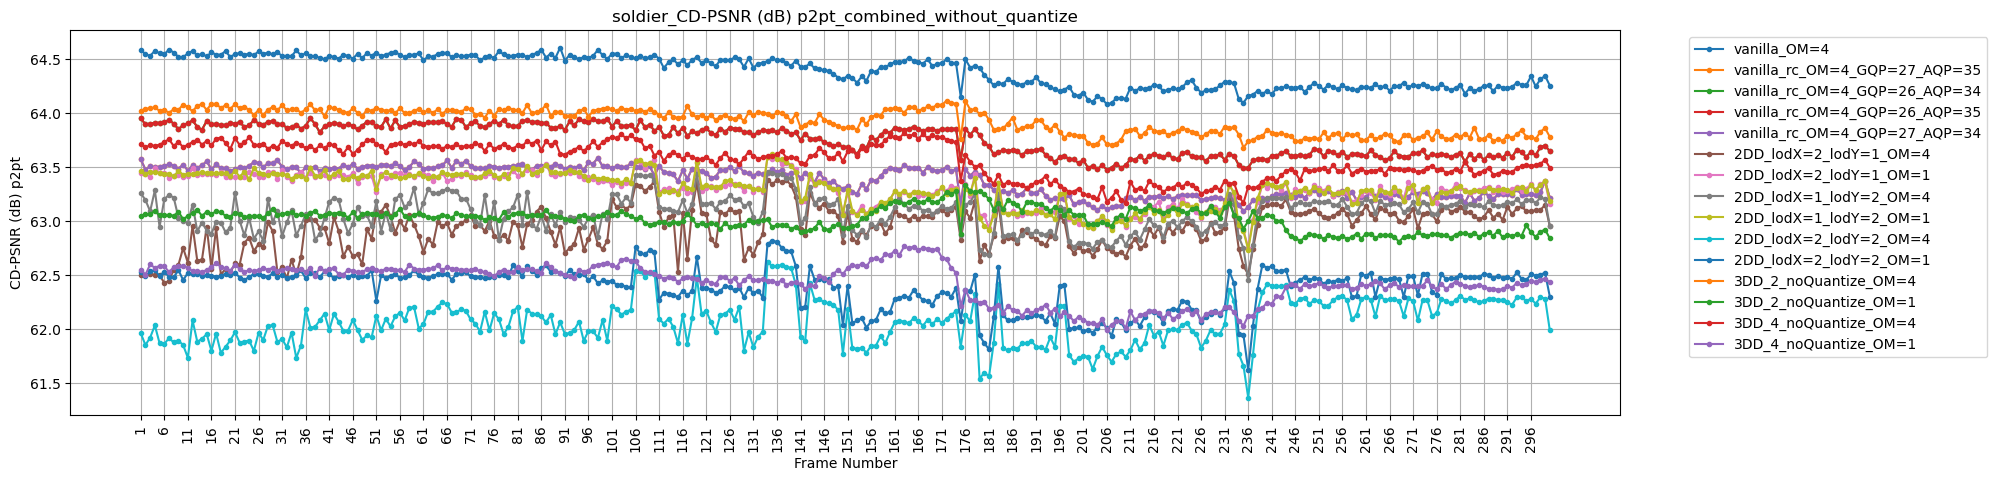 soldier_CD-PSNR (dB) p2pt_combined_without_quantize
CD-PSNR (dB) p2pt
64.5
64.0
63.5
63.0
62.5
62.0
61.5
1 6 11 16 21 26 31 36 41 46 51 56 61 66 71 76 81 86 91 96 101 106 111 116 121 126 131 136 141 146 151 156 161 166 171 176 181 186 191 196 201 206 211 216 221 226 231 236 241 246 251 256 261 266 271 276 281 286 291 296
Frame Number
vanilla_OM=4
vanilla_rc_OM=4_GQP=27_AQP=35
vanilla_rc_OM=4_GQP=26_AQP=34
vanilla_rc_OM=4_GQP=26_AQP=35
vanilla_rc_OM=4_GQP=27_AQP=34
2DD_lodX=2_lodY=1_OM=4
2DD_lodX=2_lodY=1_OM=1
2DD_lodX=1_lodY=2_OM=4
2DD_lodX=1_lodY=2_OM=1
2DD_lodX=2_lodY=2_OM=4
2DD_lodX=2_lodY=2_OM=1
3DD_2_noQuantize_OM=4
3DD_2_noQuantize_OM=1
3DD_4_noQuantize_OM=4
3DD_4_noQuantize_OM=1